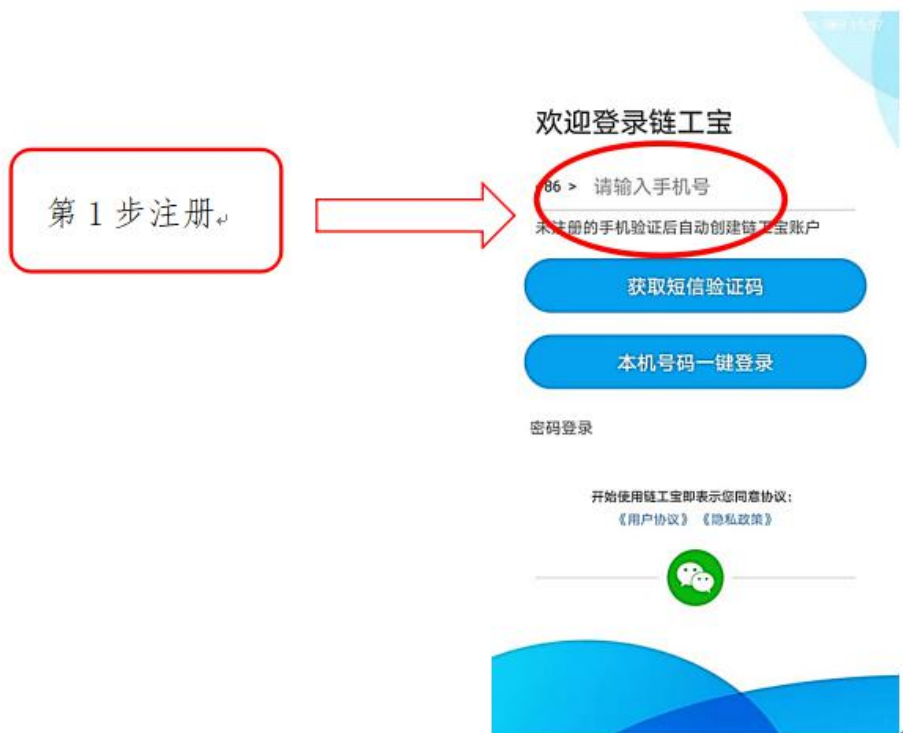 第1步注册
欢迎登录链工宝
+86 > 请输入手机号
未注册的手机验证后自动创建链工宝账户
获取短信验证码
本机号码一键登录
密码登录
开始使用链工宝即表示您同意协议：
《用户协议》《隐私政策》